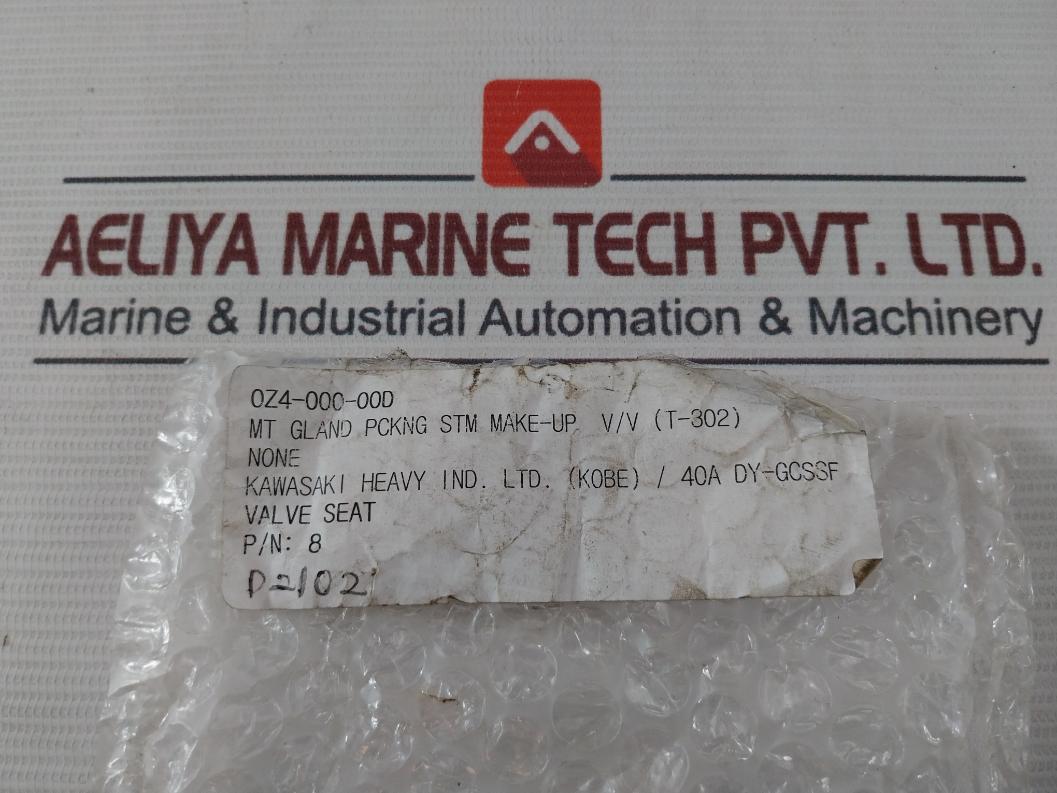 AELIYA MARINE TECH PVT. LTD.
Marine & Industrial Automation & Machinery
0Z4-000-00D
MT GLAND PCKNG STM MAKE-UP V/V (T-302)
NONE
KAWASAKI HEAVY IND. LTD. (KOBE) / 40A DY-GCSSF
VALVE SEAT
P/N: 8
D2102